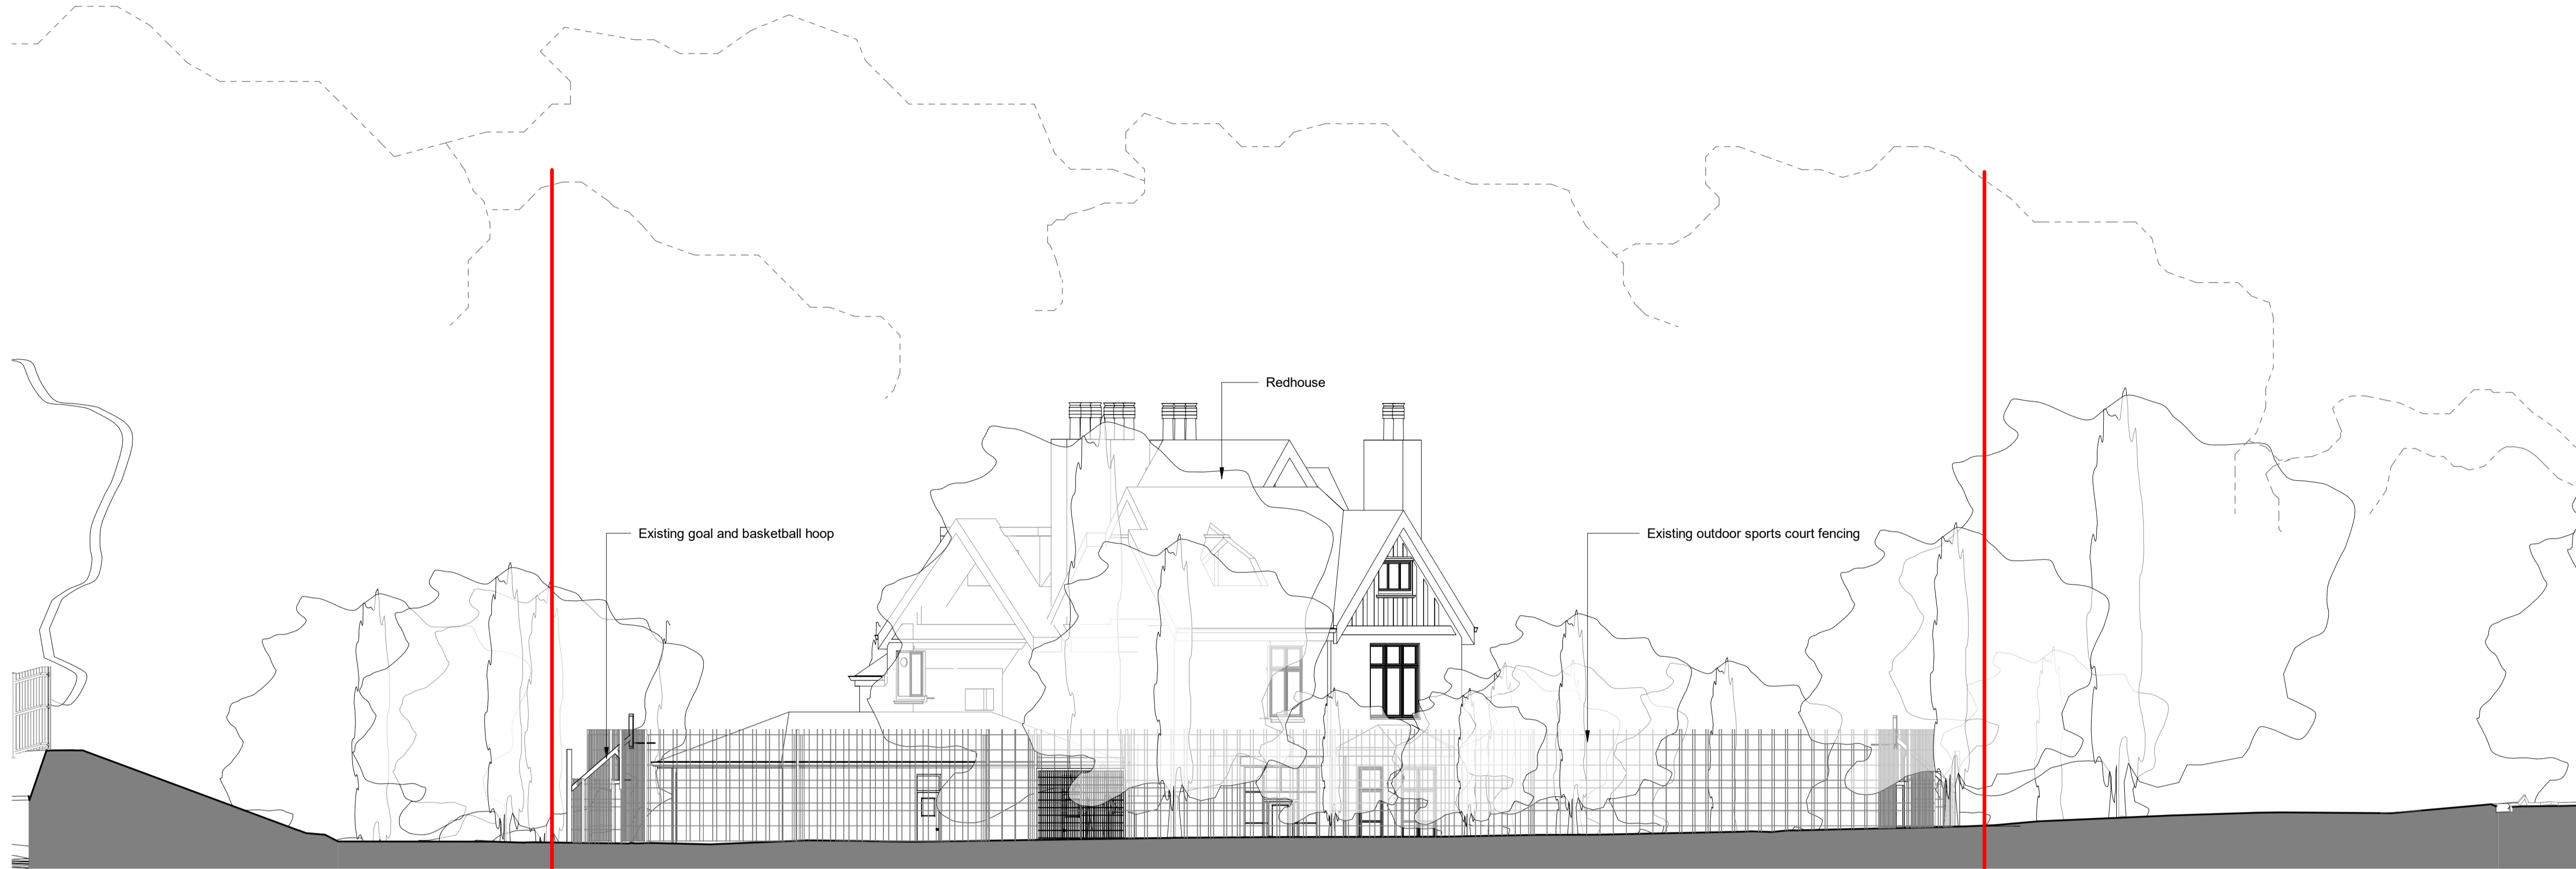 Redhouse
Existing goal and basketball hoop
Existing outdoor sports court fencing